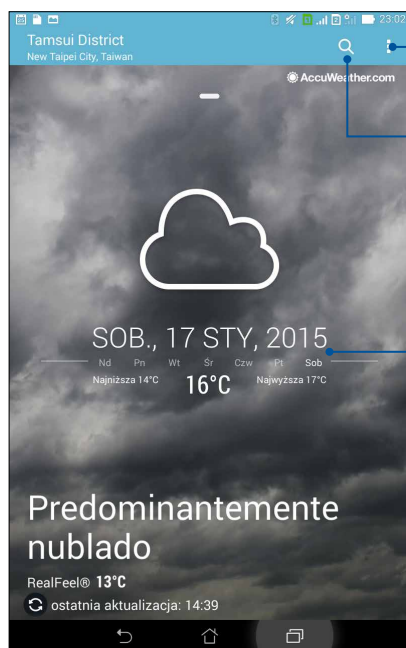 23:02
Tamsui District
New Taipei City, Taiwan
AccuWeather.com
SOB., 17 STY, 2015
Nd Pn Wt Śr Czw Pt Sob
Najniższa 14°C 16°C Najwyższa 17°C
Predominantemente
nublado
RealFeel® 13°C
ostatnia aktualizacja: 14:39